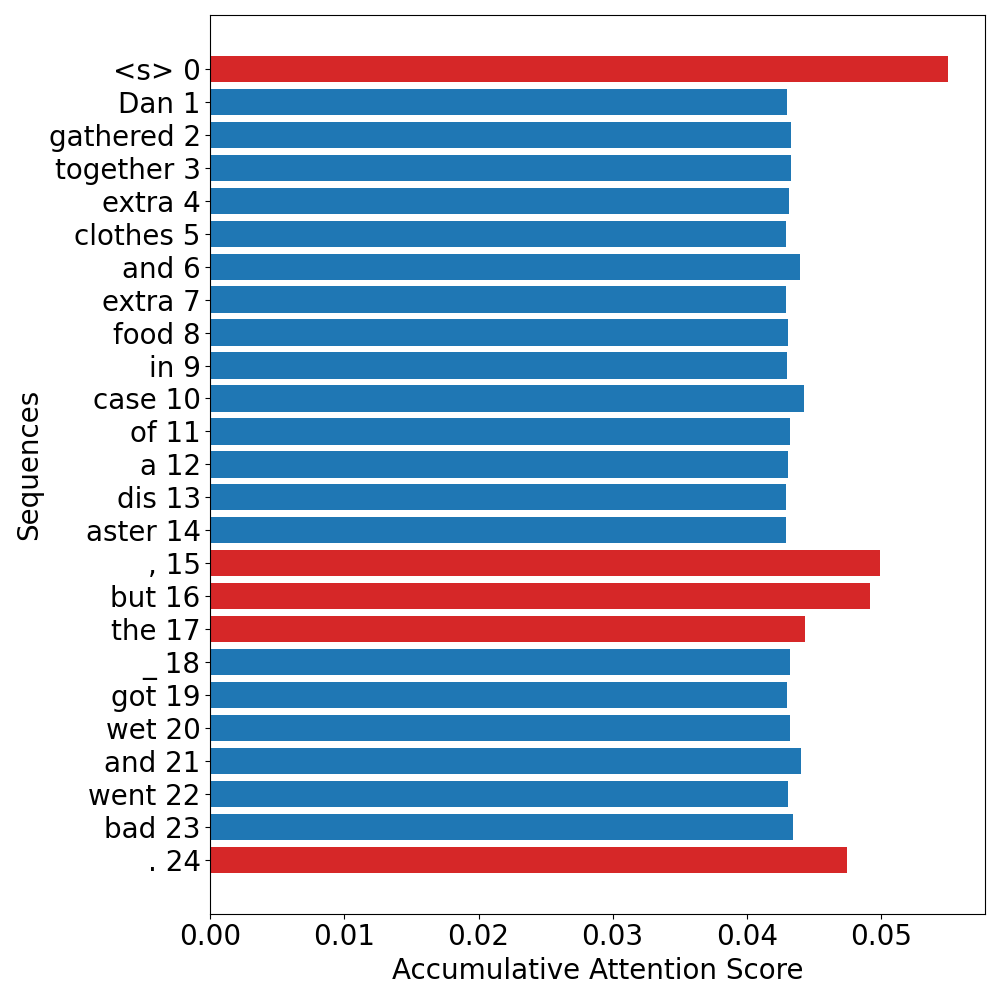 <s> 0
Dan 1
gathered 2
together 3
extra 4
clothes 5
and 6
extra 7
food 8
in 9
case 10
of 11
a 12
dis 13
aster 14
, 15
but 16
the 17
_ 18
got 19
wet 20
and 21
went 22
bad 23
. 24
Sequences
0.00 0.01 0.02 0.03 0.04 0.05
Accumulative Attention Score